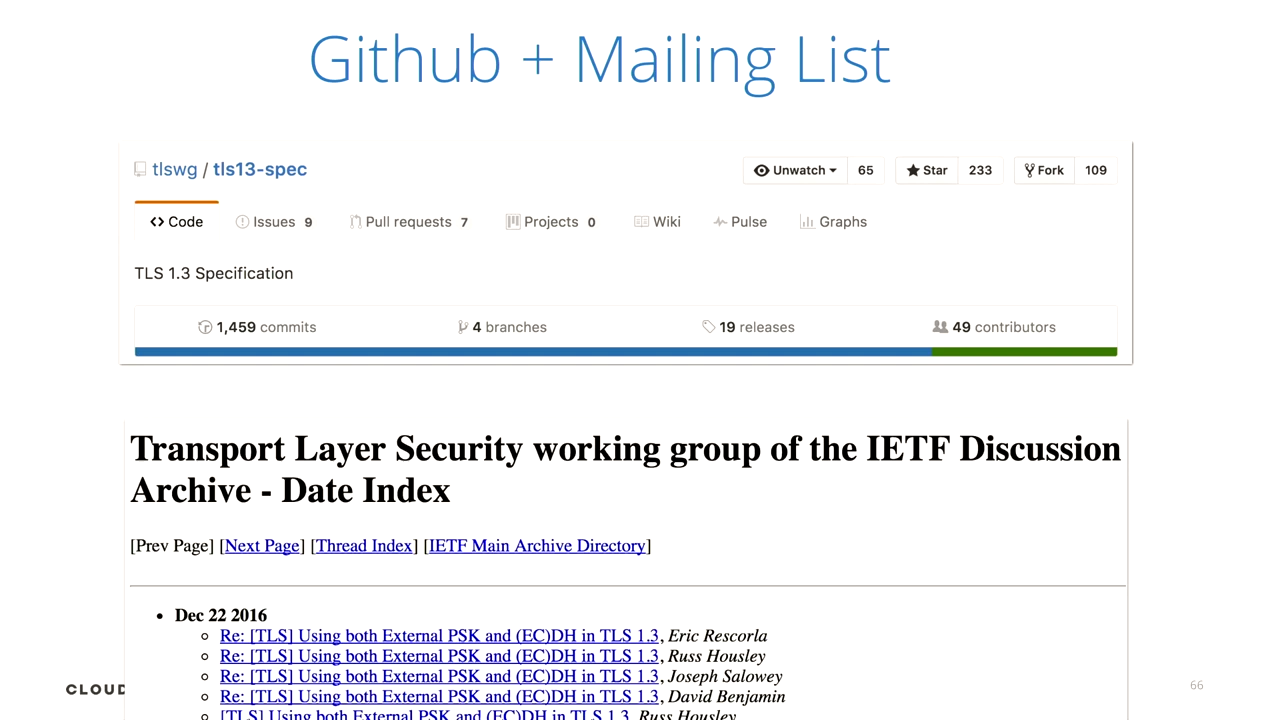 Github + Mailing List
tlswg / tls13-spec
Unwatch 65 Star 233 Fork 109
Code Issues 9 Pull requests 7 Projects 0 Wiki Pulse Graphs
TLS 1.3 Specification
1,459 commits 4 branches 19 releases 49 contributors
Transport Layer Security working group of the IETF Discussion
Archive - Date Index
[Prev Page] [Next Page] [Thread Index] [IETF Main Archive Directory]
• Dec 22 2016
Re: [TLS] Using both External PSK and (EC)DH in TLS 1.3, Eric Rescorla
Re: [TLS] Using both External PSK and (EC)DH in TLS 1.3, Russ Housley
Re: [TLS] Using both External PSK and (EC)DH in TLS 1.3, Joseph Salowey
Re: [TLS] Using both External PSK and (EC)DH in TLS 1.3, David Benjamin
[TLS] Using both External PSK and (EC)DH in TLS 1.3, Russ Housley
CLOUD
66